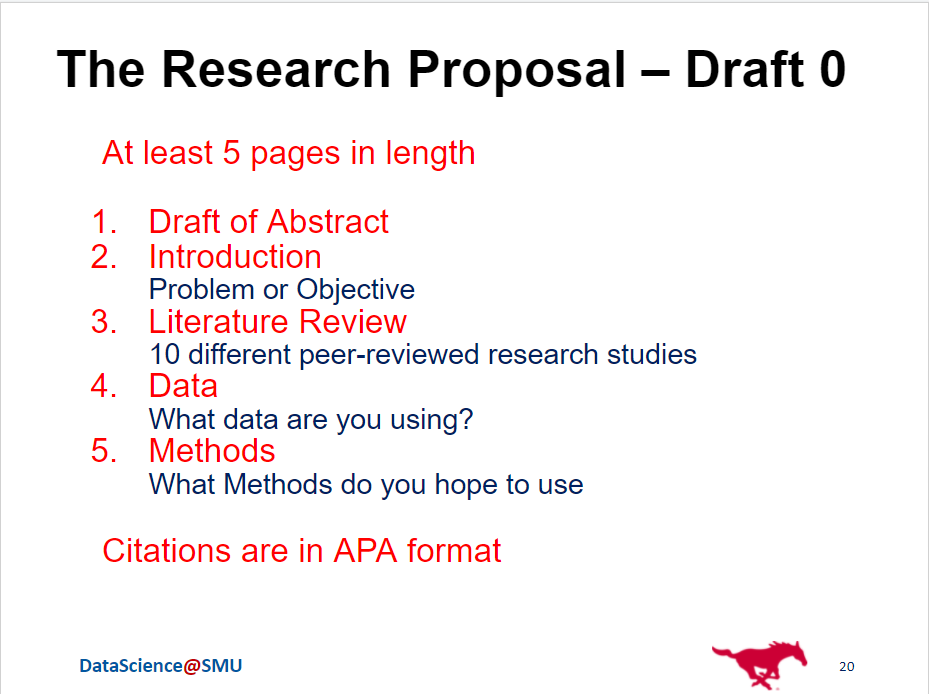 The Research Proposal – Draft 0
At least 5 pages in length
1. Draft of Abstract
2. Introduction
Problem or Objective
3. Literature Review
10 different peer-reviewed research studies
4. Data
What data are you using?
5. Methods
What Methods do you hope to use
Citations are in APA format
DataScience@SMU
20